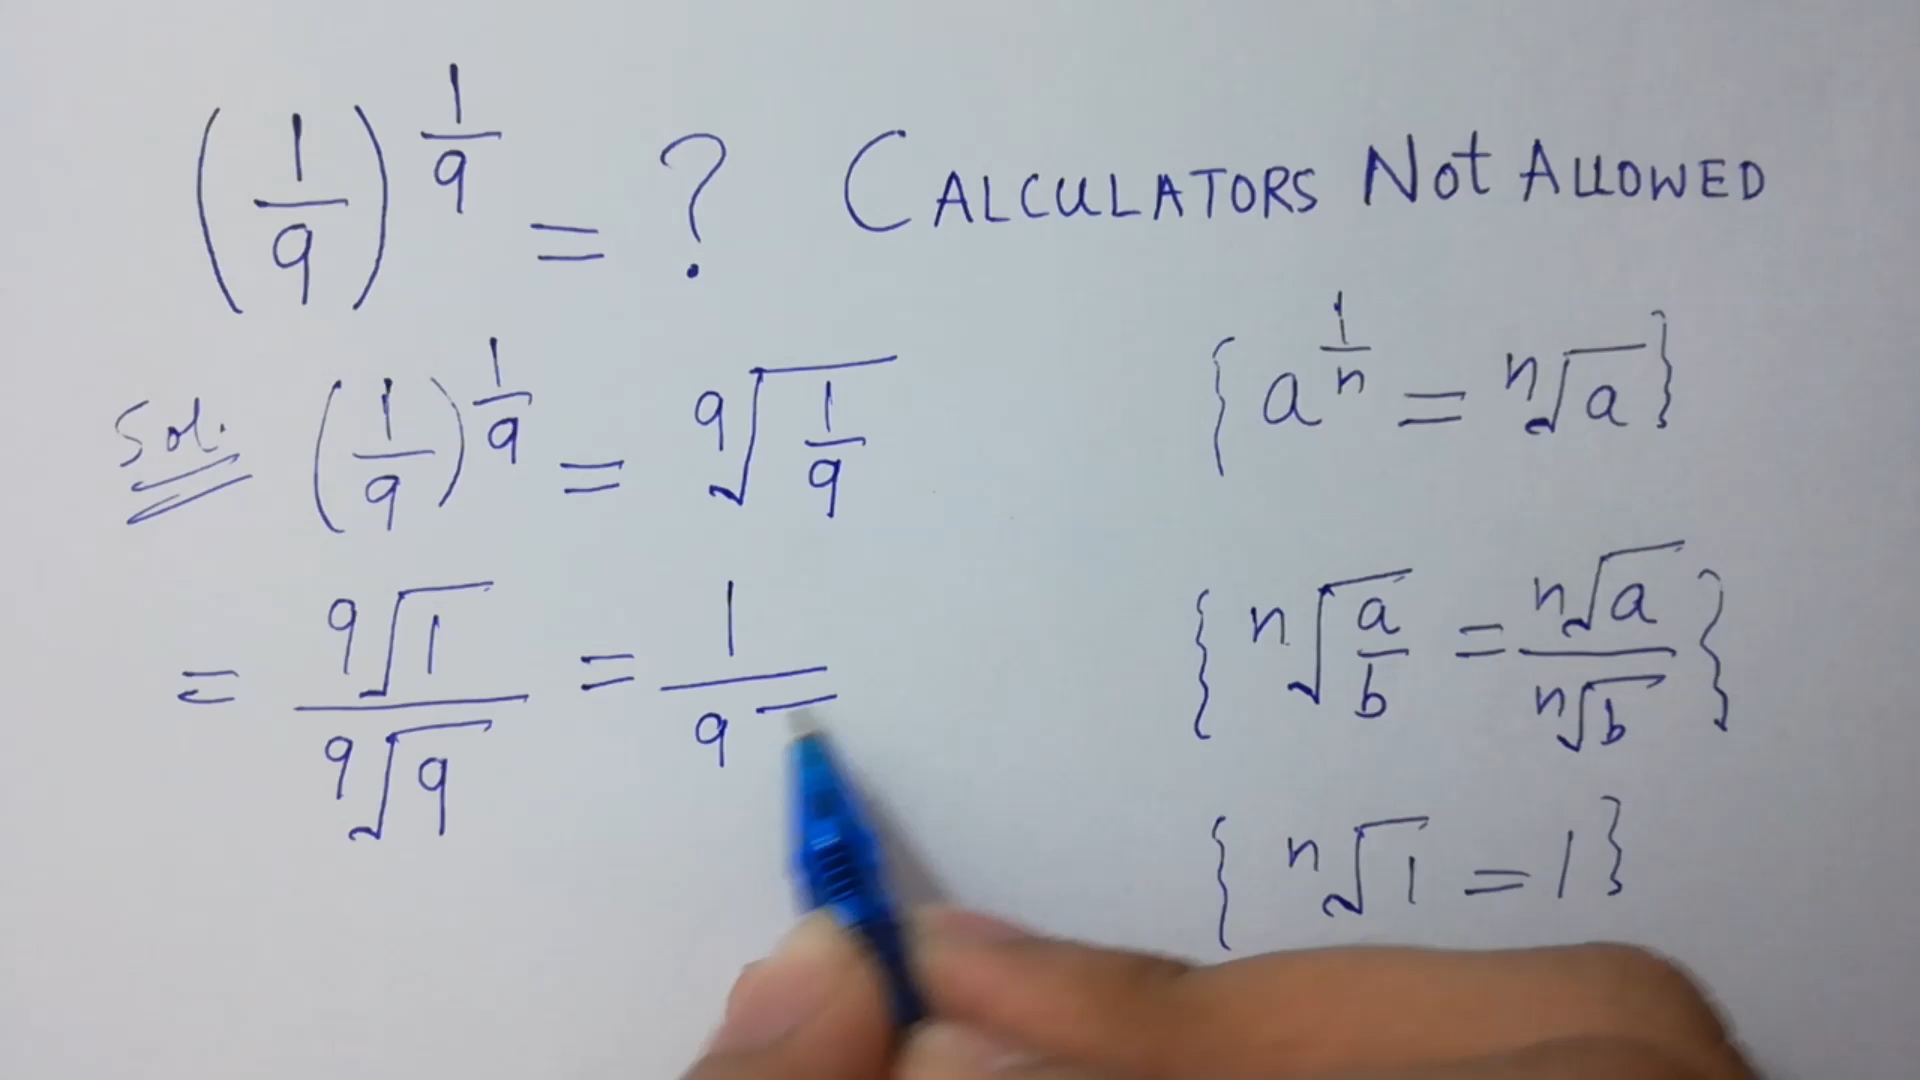 (1/9)^(1/9) = ? CALCULATORS NOt ALLOWED
{a^(1/n) = ⁿ√a}
Sol. (1/9)^(1/9) = ⁹√(1/9)
{ⁿ√(a/b) = ⁿ√a/ⁿ√b}
= ⁹√1/⁹√9 = 1/9
{ⁿ√1 = 1}